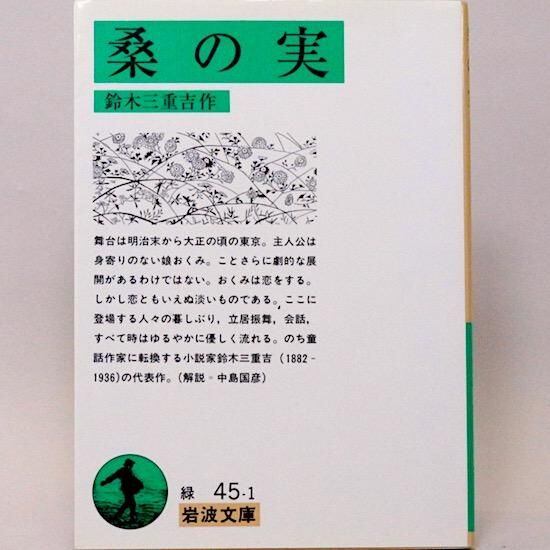 桑の実
鈴木三重吉作
舞台は明治末から大正の頃の東京。主人公は
身寄りのない娘おくみ。ことさらに劇的な展
開があるわけではない。おくみは恋をする。
しかし恋ともいえぬ淡いものである。ここに
登場する人々の暮しぶり，立居振舞，会話，
すべて時はゆるやかに優しく流れる。のち童
話作家に転換する小説家鈴木三重吉（1882‐
1936）の代表作。（解説＝中島国彦）
緑 45-1
岩波文庫